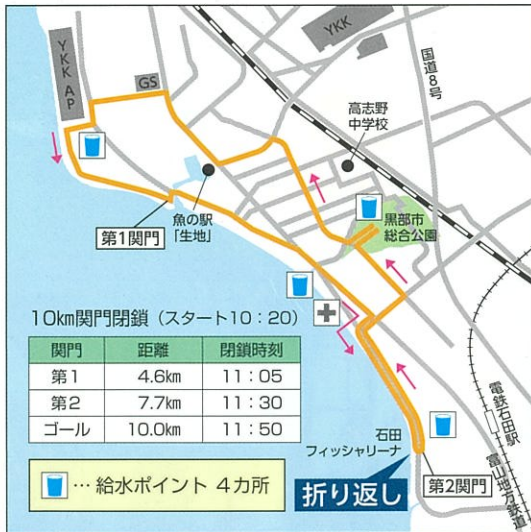 YKK
YKK AP
GS
国道8号
高志野
中学校
魚の駅
「生地」
第1関門
黒部市
総合公園
10km関門閉鎖（スタート10：20）
関門 距離 閉鎖時刻
第1 4.6km 11：05
第2 7.7km 11：30
ゴール 10.0km 11：50
…給水ポイント 4カ所
石田
フィッシャリーナ
折り返し
第2関門
電鉄石田駅
富山地方鉄道